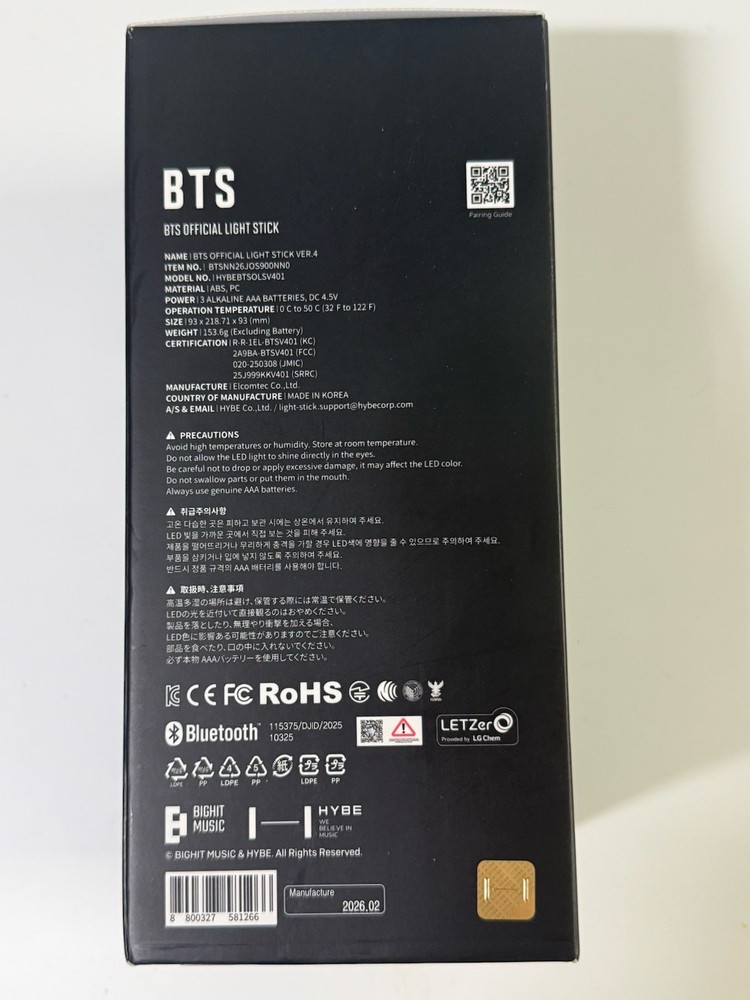 BTS
BTS OFFICIAL LIGHT STICK
Pairing Guide
NAME | BTS OFFICIAL LIGHT STICK VER.4
ITEM NO. | BTSNN26JOS900NN0
MODEL NO. | HYBEBTSOLSV401
MATERIAL | ABS, PC
POWER | 3 ALKALINE AAA BATTERIES, DC 4.5V
OPERATION TEMPERATURE | 0 C to 50 C (32 F to 122 F)
SIZE | 93 x 218.71 x 93 (mm)
WEIGHT | 153.6g (Excluding Battery)
CERTIFICATION | R-R-1EL-BTSV401 (KC)
2A9BA-BTSV401 (FCC)
020-250308 (JMIC)
25J999KKV401 (SRRC)
MANUFACTURE | Elcomtec Co.,Ltd.
COUNTRY OF MANUFACTURE | MADE IN KOREA
A/S & EMAIL | HYBE Co.,Ltd. / light-stick.support@hybecorp.com
PRECAUTIONS
Avoid high temperatures or humidity. Store at room temperature.
Do not allow the LED light to shine directly in the eyes.
Be careful not to drop or apply excessive damage, it may affect the LED color.
Do not swallow parts or put them in the mouth.
Always use genuine AAA batteries.
취급주의사항
고온 다습한 곳은 피하고 보관 시에는 상온에서 유지하여 주세요.
LED 빛을 가까운 곳에서 직접 보는 것을 피해 주세요.
제품을 떨어뜨리거나 무리하게 충격을 가할 경우 LED색에 영향을 줄 수 있으므로 주의하여 주세요.
부품을 삼키거나 입에 넣지 않도록 주의하여 주세요.
반드시 정품 규격의 AAA 배터리를 사용해야 합니다.
取扱時、注意事項
高温多湿の場所は避け、保管する際には常温で保管ください。
LEDの光を近付いて直接観るのはおやめください。
製品を落としたり、無理やり衝撃を加える場合、
LED色に影響ある可能性がありますのでご注意ください。
部品を食べたり、口の中に入れないでください。
必ず本物 AAAバッテリーを使用してください。
CE FC RoHS
Bluetooth™
115375/DJID/2025
10325
LETZero
Provided by LG Chem
4 5 紙 プラ プラ
LDPE PP LDPE PP LDPE PP
BIGHIT
MUSIC
HYBE
WE
BELIEVE IN
MUSIC
© BIGHIT MUSIC & HYBE. All Rights Reserved.
8 800327 581266
Manufacture
2026.02